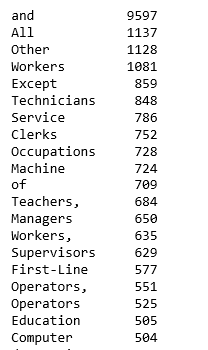 and 9597
All 1137
Other 1128
Workers 1081
Except 859
Technicians 848
Service 786
Clerks 752
Occupations 728
Machine 724
of 709
Teachers, 684
Managers 650
Workers, 635
Supervisors 629
First-Line 577
Operators, 551
Operators 525
Education 505
Computer 504